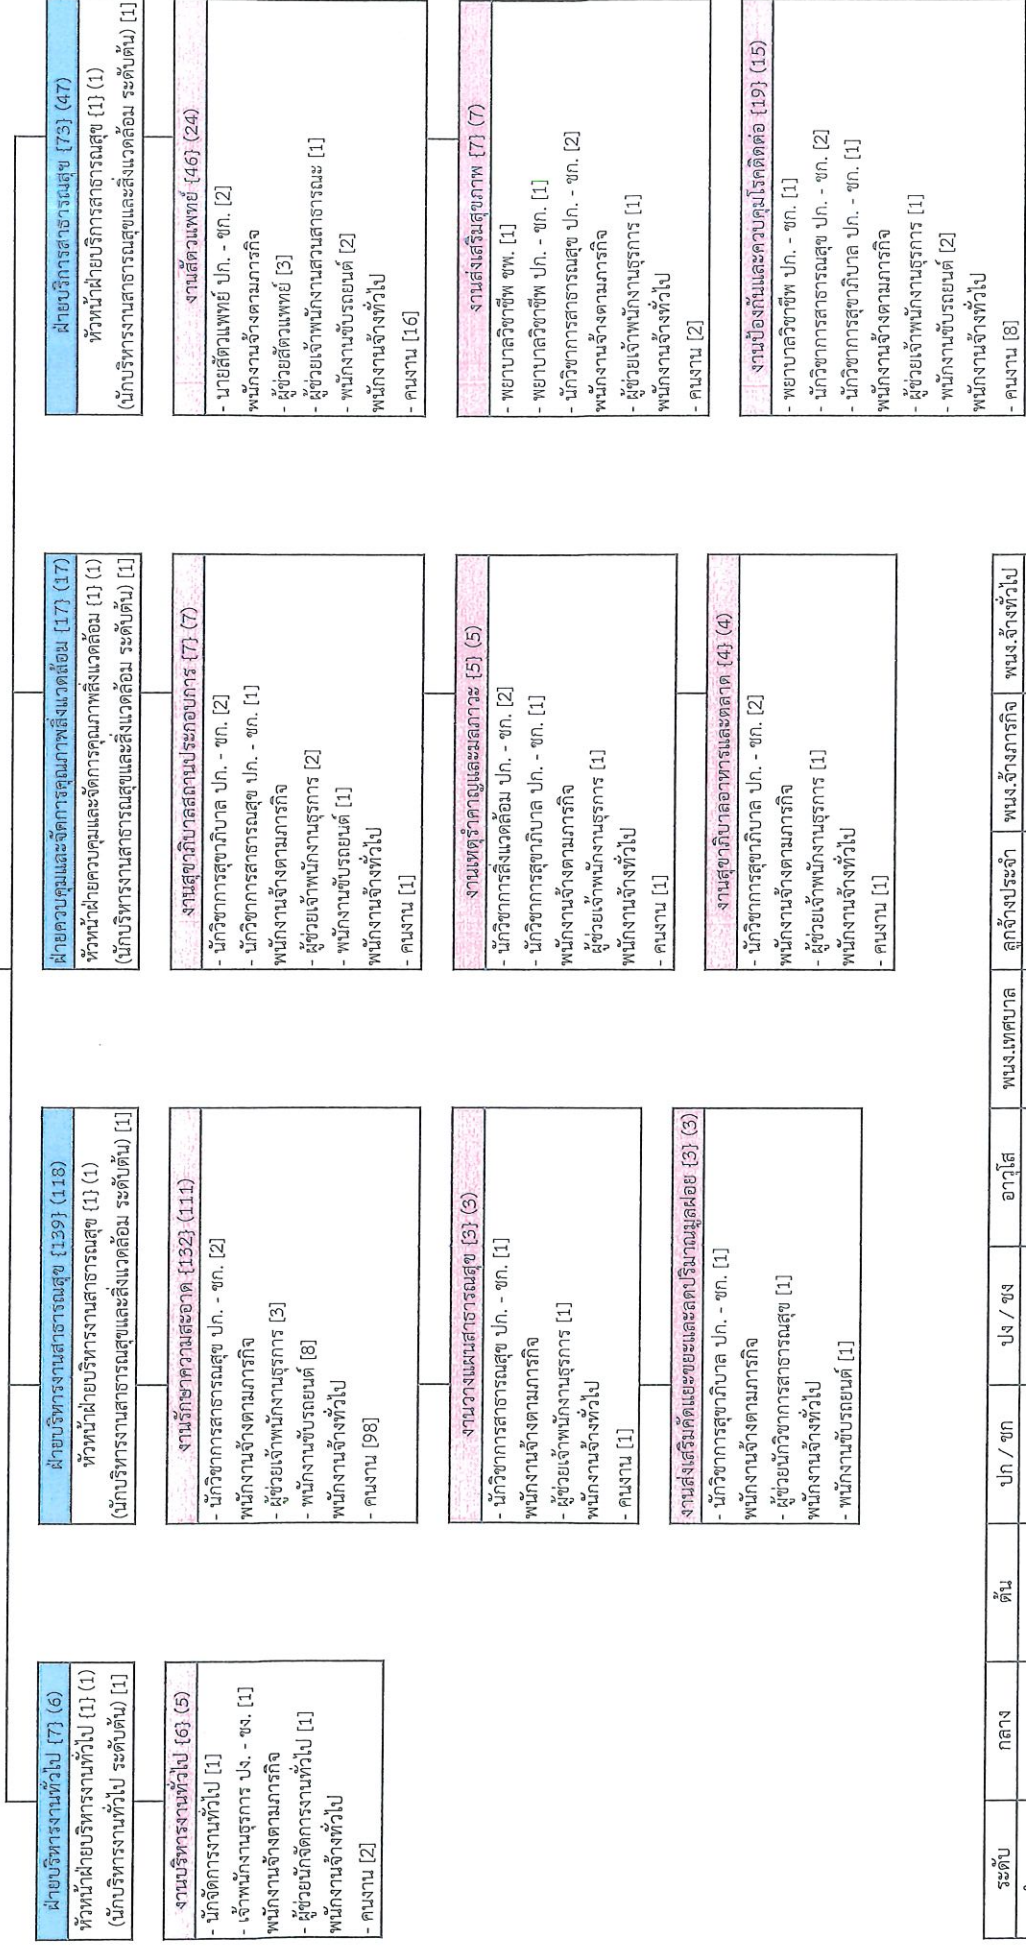 ฝ่ายบริหารงานทั่วไป {7} (6)
หัวหน้าฝ่ายบริหารงานทั่วไป {1} (1)
(นักบริหารงานทั่วไป ระดับต้น) [1]
งานบริหารงานทั่วไป {6} (5)
- นักจัดการงานทั่วไป [1]
- เจ้าพนักงานธุรการ ปง. - ชง. [1]
พนักงานจ้างตามภารกิจ
- ผู้ช่วยนักจัดการงานทั่วไป [1]
พนักงานจ้างทั่วไป
- คนงาน [2]
ฝ่ายบริหารงานสาธารณสุข {139} (118)
หัวหน้าฝ่ายบริหารงานสาธารณสุข {1} (1)
(นักบริหารงานสาธารณสุขและสิ่งแวดล้อม ระดับต้น) [1]
งานรักษาความสะอาด {132} (111)
- นักวิชาการสาธารณสุข ปก. - ชก. [2]
พนักงานจ้างตามภารกิจ
- ผู้ช่วยเจ้าพนักงานธุรการ [3]
- พนักงานขับรถยนต์ [8]
พนักงานจ้างทั่วไป
- คนงาน [98]
งานวางแผนสาธารณสุข {3} (3)
- นักวิชาการสาธารณสุข ปก. - ชก. [1]
พนักงานจ้างตามภารกิจ
- ผู้ช่วยเจ้าพนักงานธุรการ [1]
พนักงานจ้างทั่วไป
- คนงาน [1]
งานส่งเสริมคัดแยะขยะและลดปริมาณมูลฝอย {3} (3)
- นักวิชาการสุขาภิบาล ปก. - ชก. [1]
พนักงานจ้างตามภารกิจ
- ผู้ช่วยนักวิชาการสาธารณสุข [1]
พนักงานจ้างทั่วไป
- พนักงานขับรถยนต์ [1]
ฝ่ายควบคุมและจัดการคุณภาพสิ่งแวดล้อม {17} (17)
หัวหน้าฝ่ายควบคุมและจัดการคุณภาพสิ่งแวดล้อม {1} (1)
(นักบริหารงานสาธารณสุขและสิ่งแวดล้อม ระดับต้น) [1]
งานสุขาภิบาลสถานประกอบการ {7} (7)
- นักวิชาการสุขาภิบาล ปก. - ชก. [2]
- นักวิชาการสาธารณสุข ปก. - ชก. [1]
พนักงานจ้างตามภารกิจ
- ผู้ช่วยเจ้าพนักงานธุรการ [2]
- พนักงานขับรถยนต์ [1]
พนักงานจ้างทั่วไป
- คนงาน [1]
งานเหตุรำคาญและมลภาวะ {5} (5)
- นักวิชาการสิ่งแวดล้อม ปก. - ชก. [2]
- นักวิชาการสุขาภิบาล ปก. - ชก. [1]
พนักงานจ้างตามภารกิจ
- ผู้ช่วยเจ้าพนักงานธุรการ [1]
พนักงานจ้างทั่วไป
- คนงาน [1]
งานสุขาภิบาลอาหารและตลาด {4} (4)
- นักวิชาการสุขาภิบาล ปก. - ชก. [2]
พนักงานจ้างตามภารกิจ
- ผู้ช่วยเจ้าพนักงานธุรการ [1]
พนักงานจ้างทั่วไป
- คนงาน [1]
ฝ่ายบริการสาธารณสุข {73} (47)
หัวหน้าฝ่ายบริการสาธารณสุข {1} (1)
(นักบริหารงานสาธารณสุขและสิ่งแวดล้อม ระดับต้น) [1]
งานสัตวแพทย์ {46} (24)
- นายสัตวแพทย์ ปก. - ชก. [2]
พนักงานจ้างตามภารกิจ
- ผู้ช่วยสัตวแพทย์ [3]
- ผู้ช่วยเจ้าพนักงานสวนสาธารณะ [1]
- พนักงานขับรถยนต์ [2]
พนักงานจ้างทั่วไป
- คนงาน [16]
งานส่งเสริมสุขภาพ {7} (7)
- พยาบาลวิชาชีพ ชพ. [1]
- พยาบาลวิชาชีพ ปก. - ชก. [1]
- นักวิชาการสาธารณสุข ปก. - ชก. [2]
พนักงานจ้างตามภารกิจ
- ผู้ช่วยเจ้าพนักงานธุรการ [1]
พนักงานจ้างทั่วไป
- คนงาน [2]
งานป้องกันและควบคุมโรคติดต่อ {19} (15)
- พยาบาลวิชาชีพ ปก. - ชก. [1]
- นักวิชาการสาธารณสุข ปก. - ชก. [2]
- นักวิชาการสุขาภิบาล ปก. - ชก. [1]
พนักงานจ้างตามภารกิจ
- ผู้ช่วยเจ้าพนักงานธุรการ [1]
- พนักงานขับรถยนต์ [2]
พนักงานจ้างทั่วไป
- คนงาน [8]
ระดับ กลาง ต้น ปก / ชก ปง / ชง อาวุโส พนง.เทศบาล ลูกจ้างประจำ พนง.จ้างภารกิจ พนง.จ้างทั่วไป